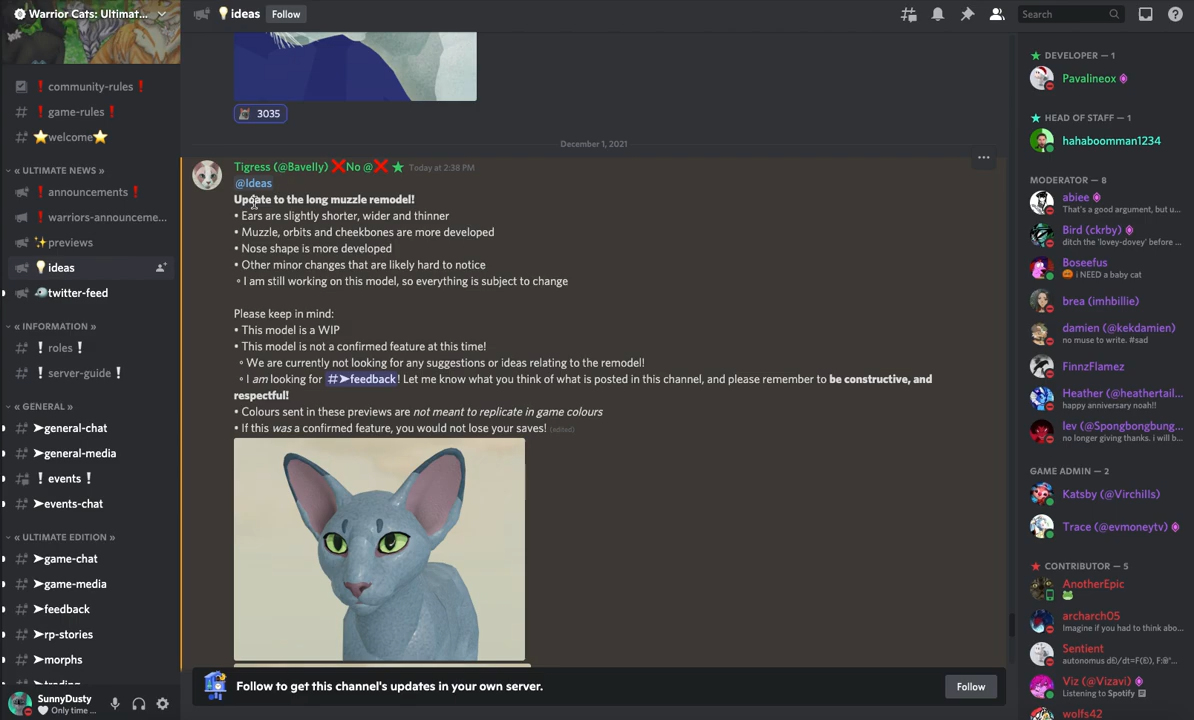 Warrior Cats: Ultimat...
ideas
Follow
Search
community-rules
game-rules
welcome
« ULTIMATE NEWS »
announcements
warriors-announceme...
previews
ideas
twitter-feed
« INFORMATION »
roles
server-guide
« GENERAL »
➤general-chat
➤general-media
events
➤events-chat
« ULTIMATE EDITION »
➤game-chat
➤game-media
➤feedback
➤rp-stories
➤morphs
SunnyDusty
Only time ...
3035
December 1, 2021
Tigress (@Bavelly) ❌No @❌ Today at 2:38 PM
@Ideas
Update to the long muzzle remodel!
• Ears are slightly shorter, wider and thinner
• Muzzle, orbits and cheekbones are more developed
• Nose shape is more developed
• Other minor changes that are likely hard to notice
◦ I am still working on this model, so everything is subject to change
Please keep in mind:
• This model is a WIP
• This model is not a confirmed feature at this time!
◦ We are currently not looking for any suggestions or ideas relating to the remodel!
◦ I am looking for #➤feedback! Let me know what you think of what is posted in this channel, and please remember to be constructive, and
respectful!
• Colours sent in these previews are not meant to replicate in game colours
• If this was a confirmed feature, you would not lose your saves! (edited)
Follow to get this channel's updates in your own server.
Follow
DEVELOPER — 1
Pavalineox
HEAD OF STAFF — 1
hahaboomman1234
MODERATOR — 8
abiee
That's a good argument, but u...
Bird (ckrby)
ditch the 'lovey-dovey' before ...
Boseefus
i NEED a baby cat
brea (imhbillie)
damien (@kekdamien)
no muse to write. #sad
FinnzFlamez
Heather (@heathertail...
happy anniversary noah!!
lev (@Spongbongbung...
no longer giving thanks. i will b...
GAME ADMIN — 2
Katsby (@Virchills)
Trace (@evmoneytv)
CONTRIBUTOR — 5
AnotherEpic
archarch05
Imagine if you had to think abo...
Sentient
Viz (@Vizavi)
Listening to Spotify
wolfs42